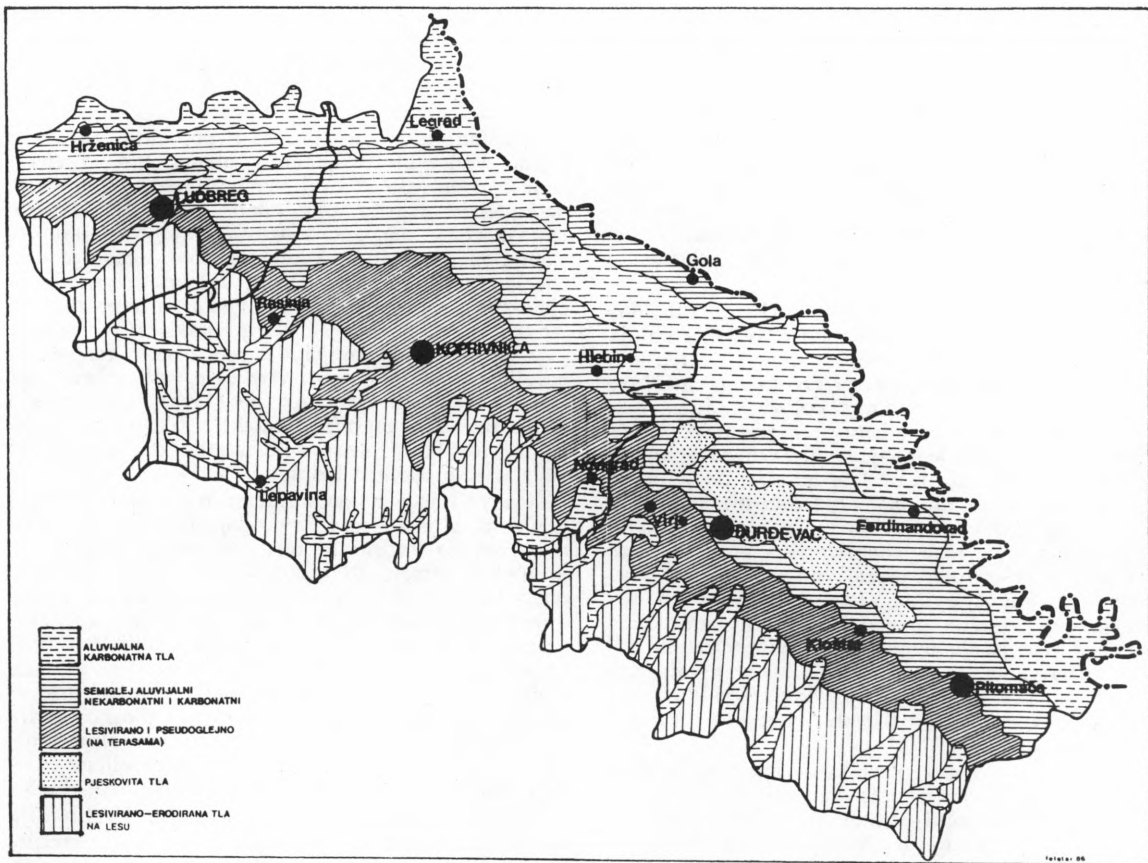 Legrad
Hrženica
LUDBREG
Gola
Rasinja
KOPRIVNICA
Hlebine
Novigrad
Lepavina
Virje
Ferdinandovac
ĐURĐEVAC
Kloštar
Pitomača
ALUVIJALNA
KARBONATNA TLA
SEMIGLEJ ALUVIJALNI
NEKARBONATNI I KARBONATNI
LESIVIRANO I PSEUDOGLEJNO
(NA TERASAMA)
PJESKOVITA TLA
LESIVIRANO—ERODIRANA TLA
NA LESU